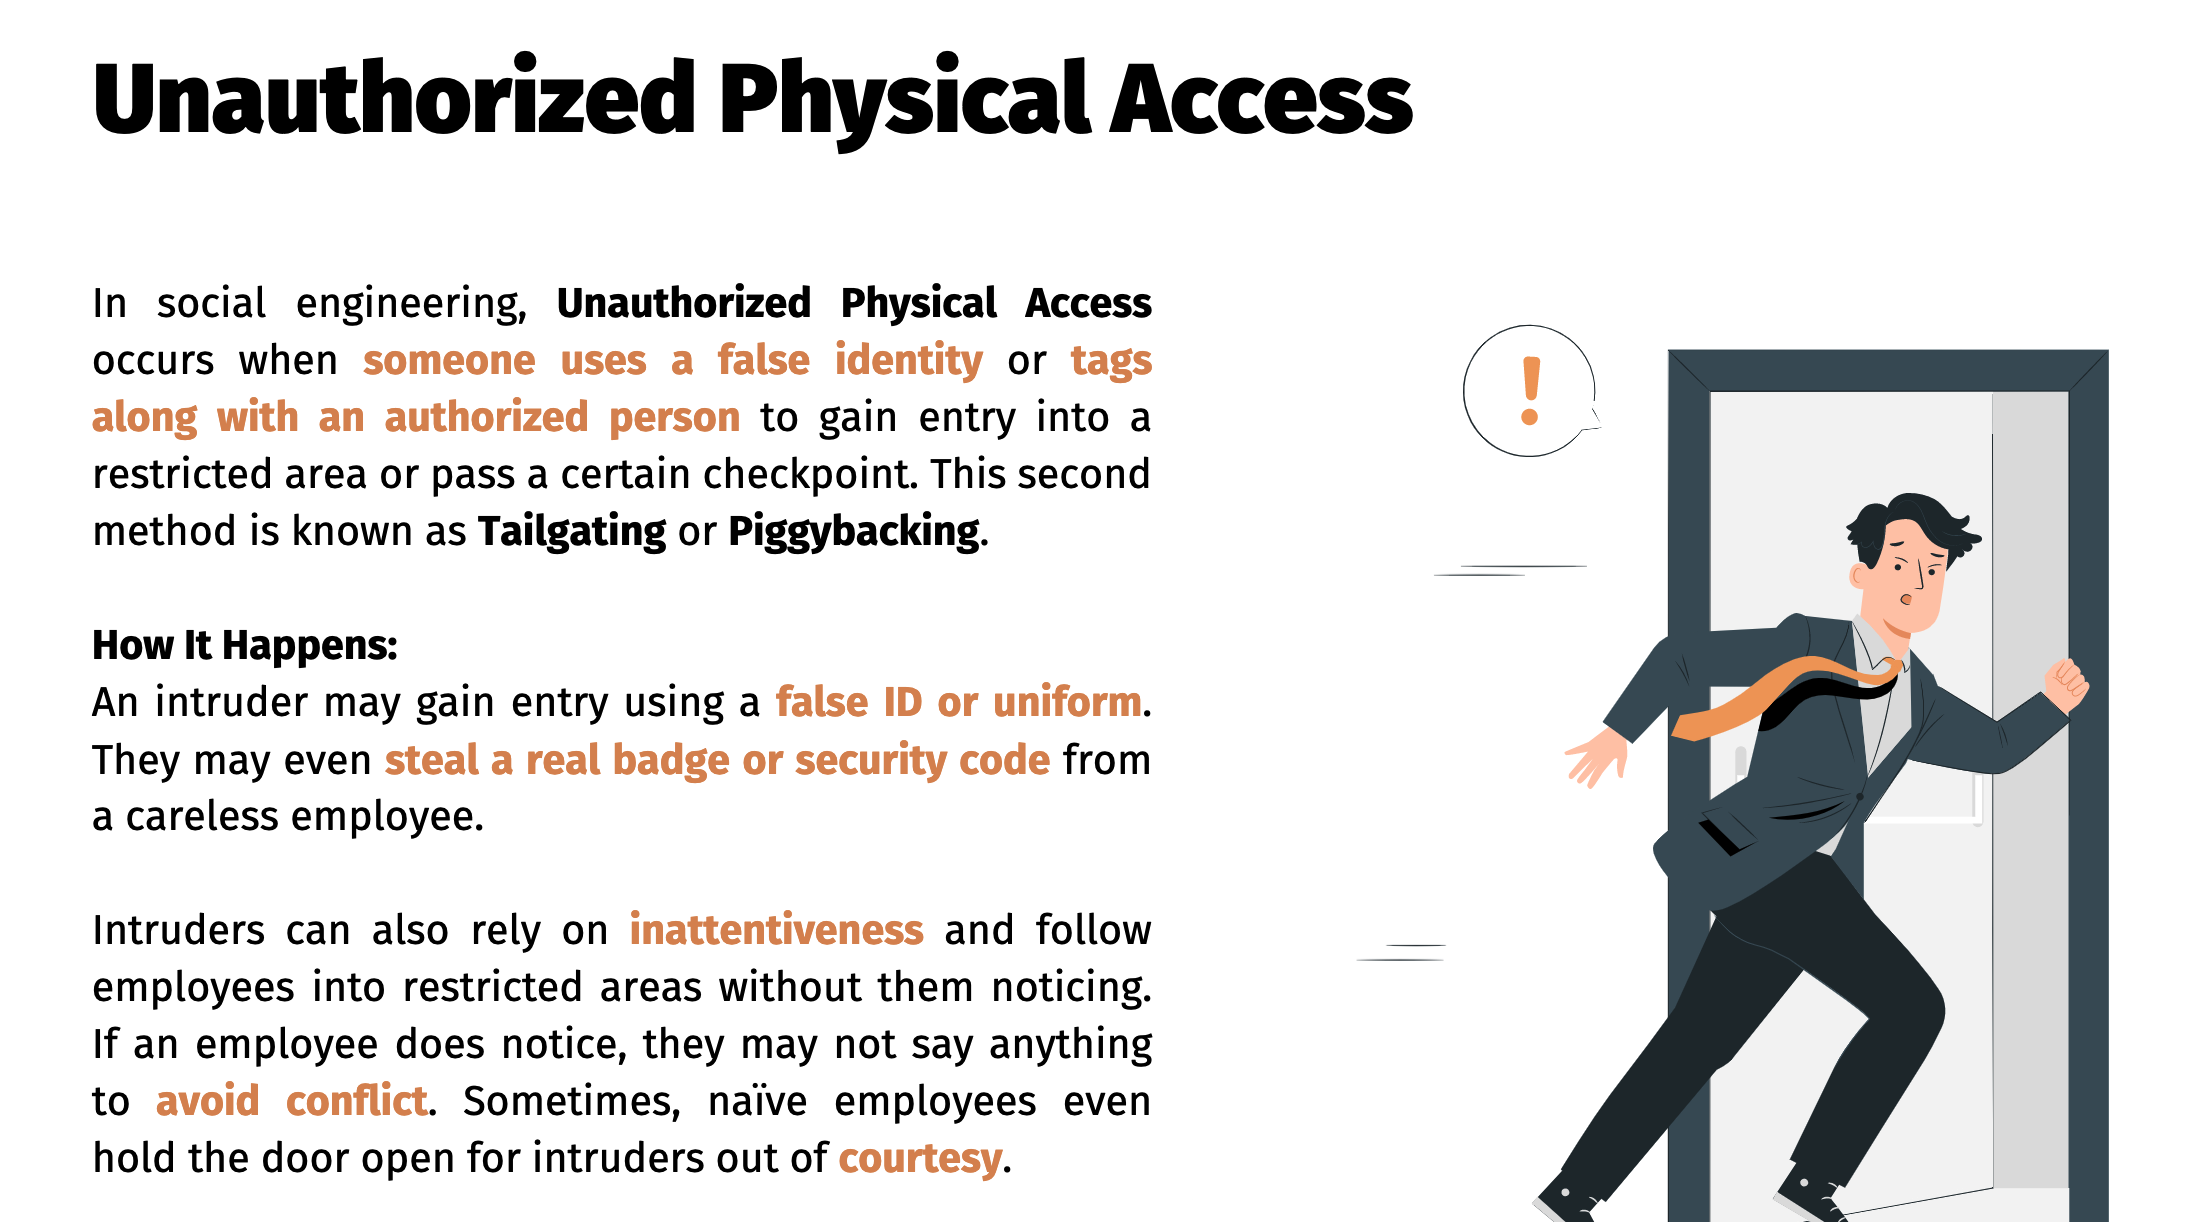 Unauthorized Physical Access
In social engineering, Unauthorized Physical Access
occurs when someone uses a false identity or tags
along with an authorized person to gain entry into a
restricted area or pass a certain checkpoint. This second
method is known as Tailgating or Piggybacking.
How It Happens:
An intruder may gain entry using a false ID or uniform.
They may even steal a real badge or security code from
a careless employee.
Intruders can also rely on inattentiveness and follow
employees into restricted areas without them noticing.
If an employee does notice, they may not say anything
to avoid conflict. Sometimes, naïve employees even
hold the door open for intruders out of courtesy.
!